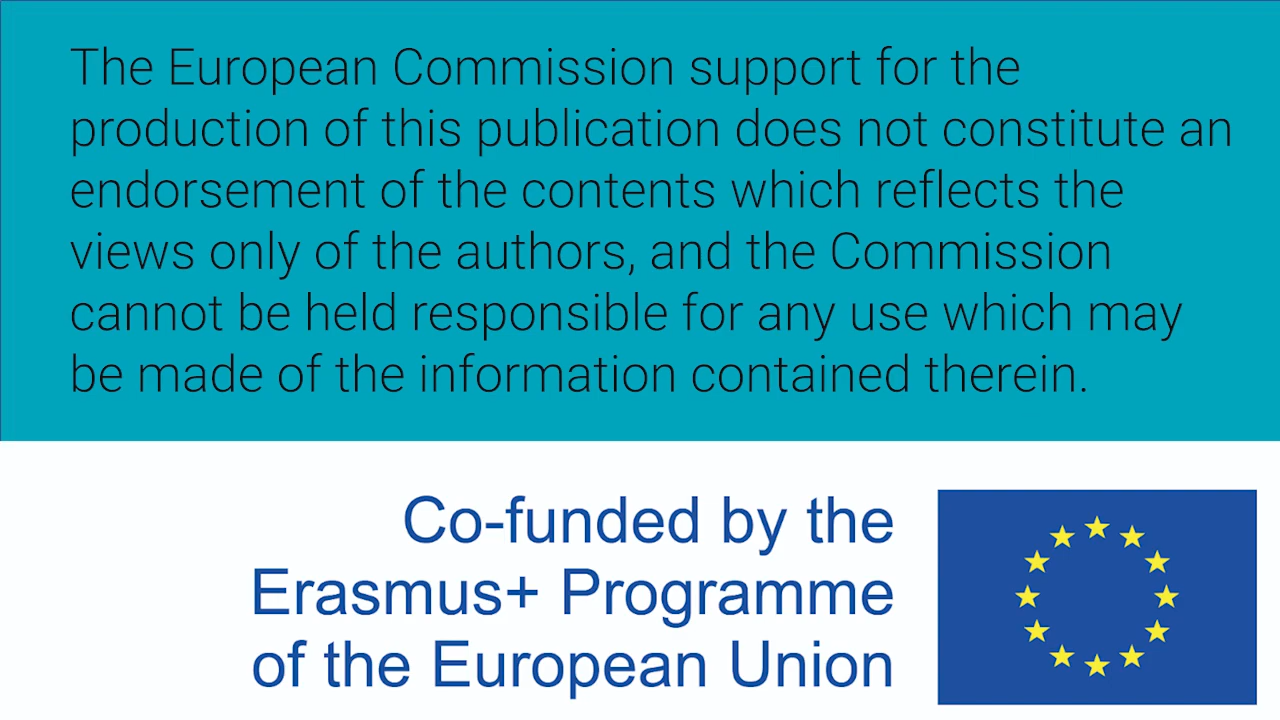 The European Commission support for the
production of this publication does not constitute an
endorsement of the contents which reflects the
views only of the authors, and the Commission
cannot be held responsible for any use which may
be made of the information contained therein.
Co-funded by the
Erasmus+ Programme
of the European Union